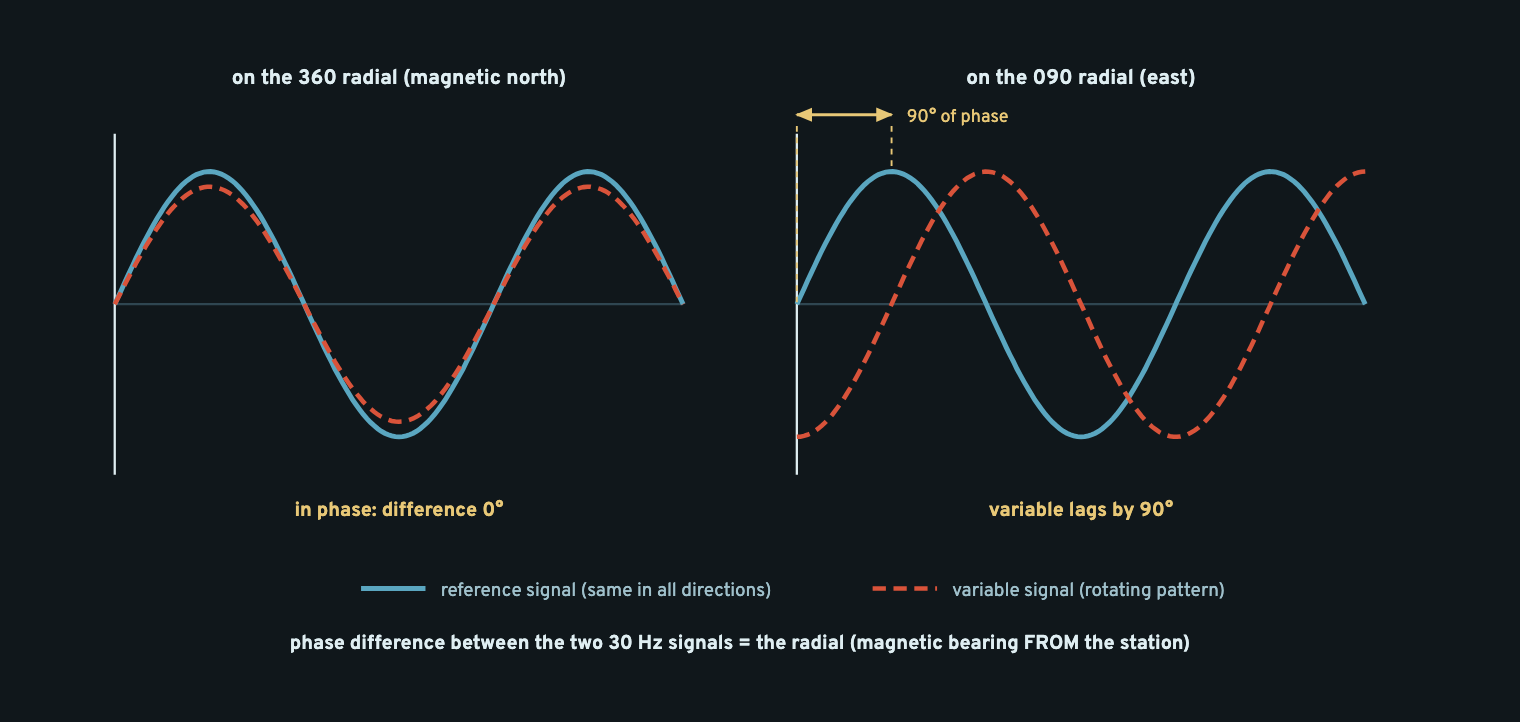 on the 360 radial (magnetic north)
on the 090 radial (east)
90° of phase
in phase: difference 0°
variable lags by 90°
reference signal (same in all directions)
variable signal (rotating pattern)
phase difference between the two 30 Hz signals = the radial (magnetic bearing FROM the station)